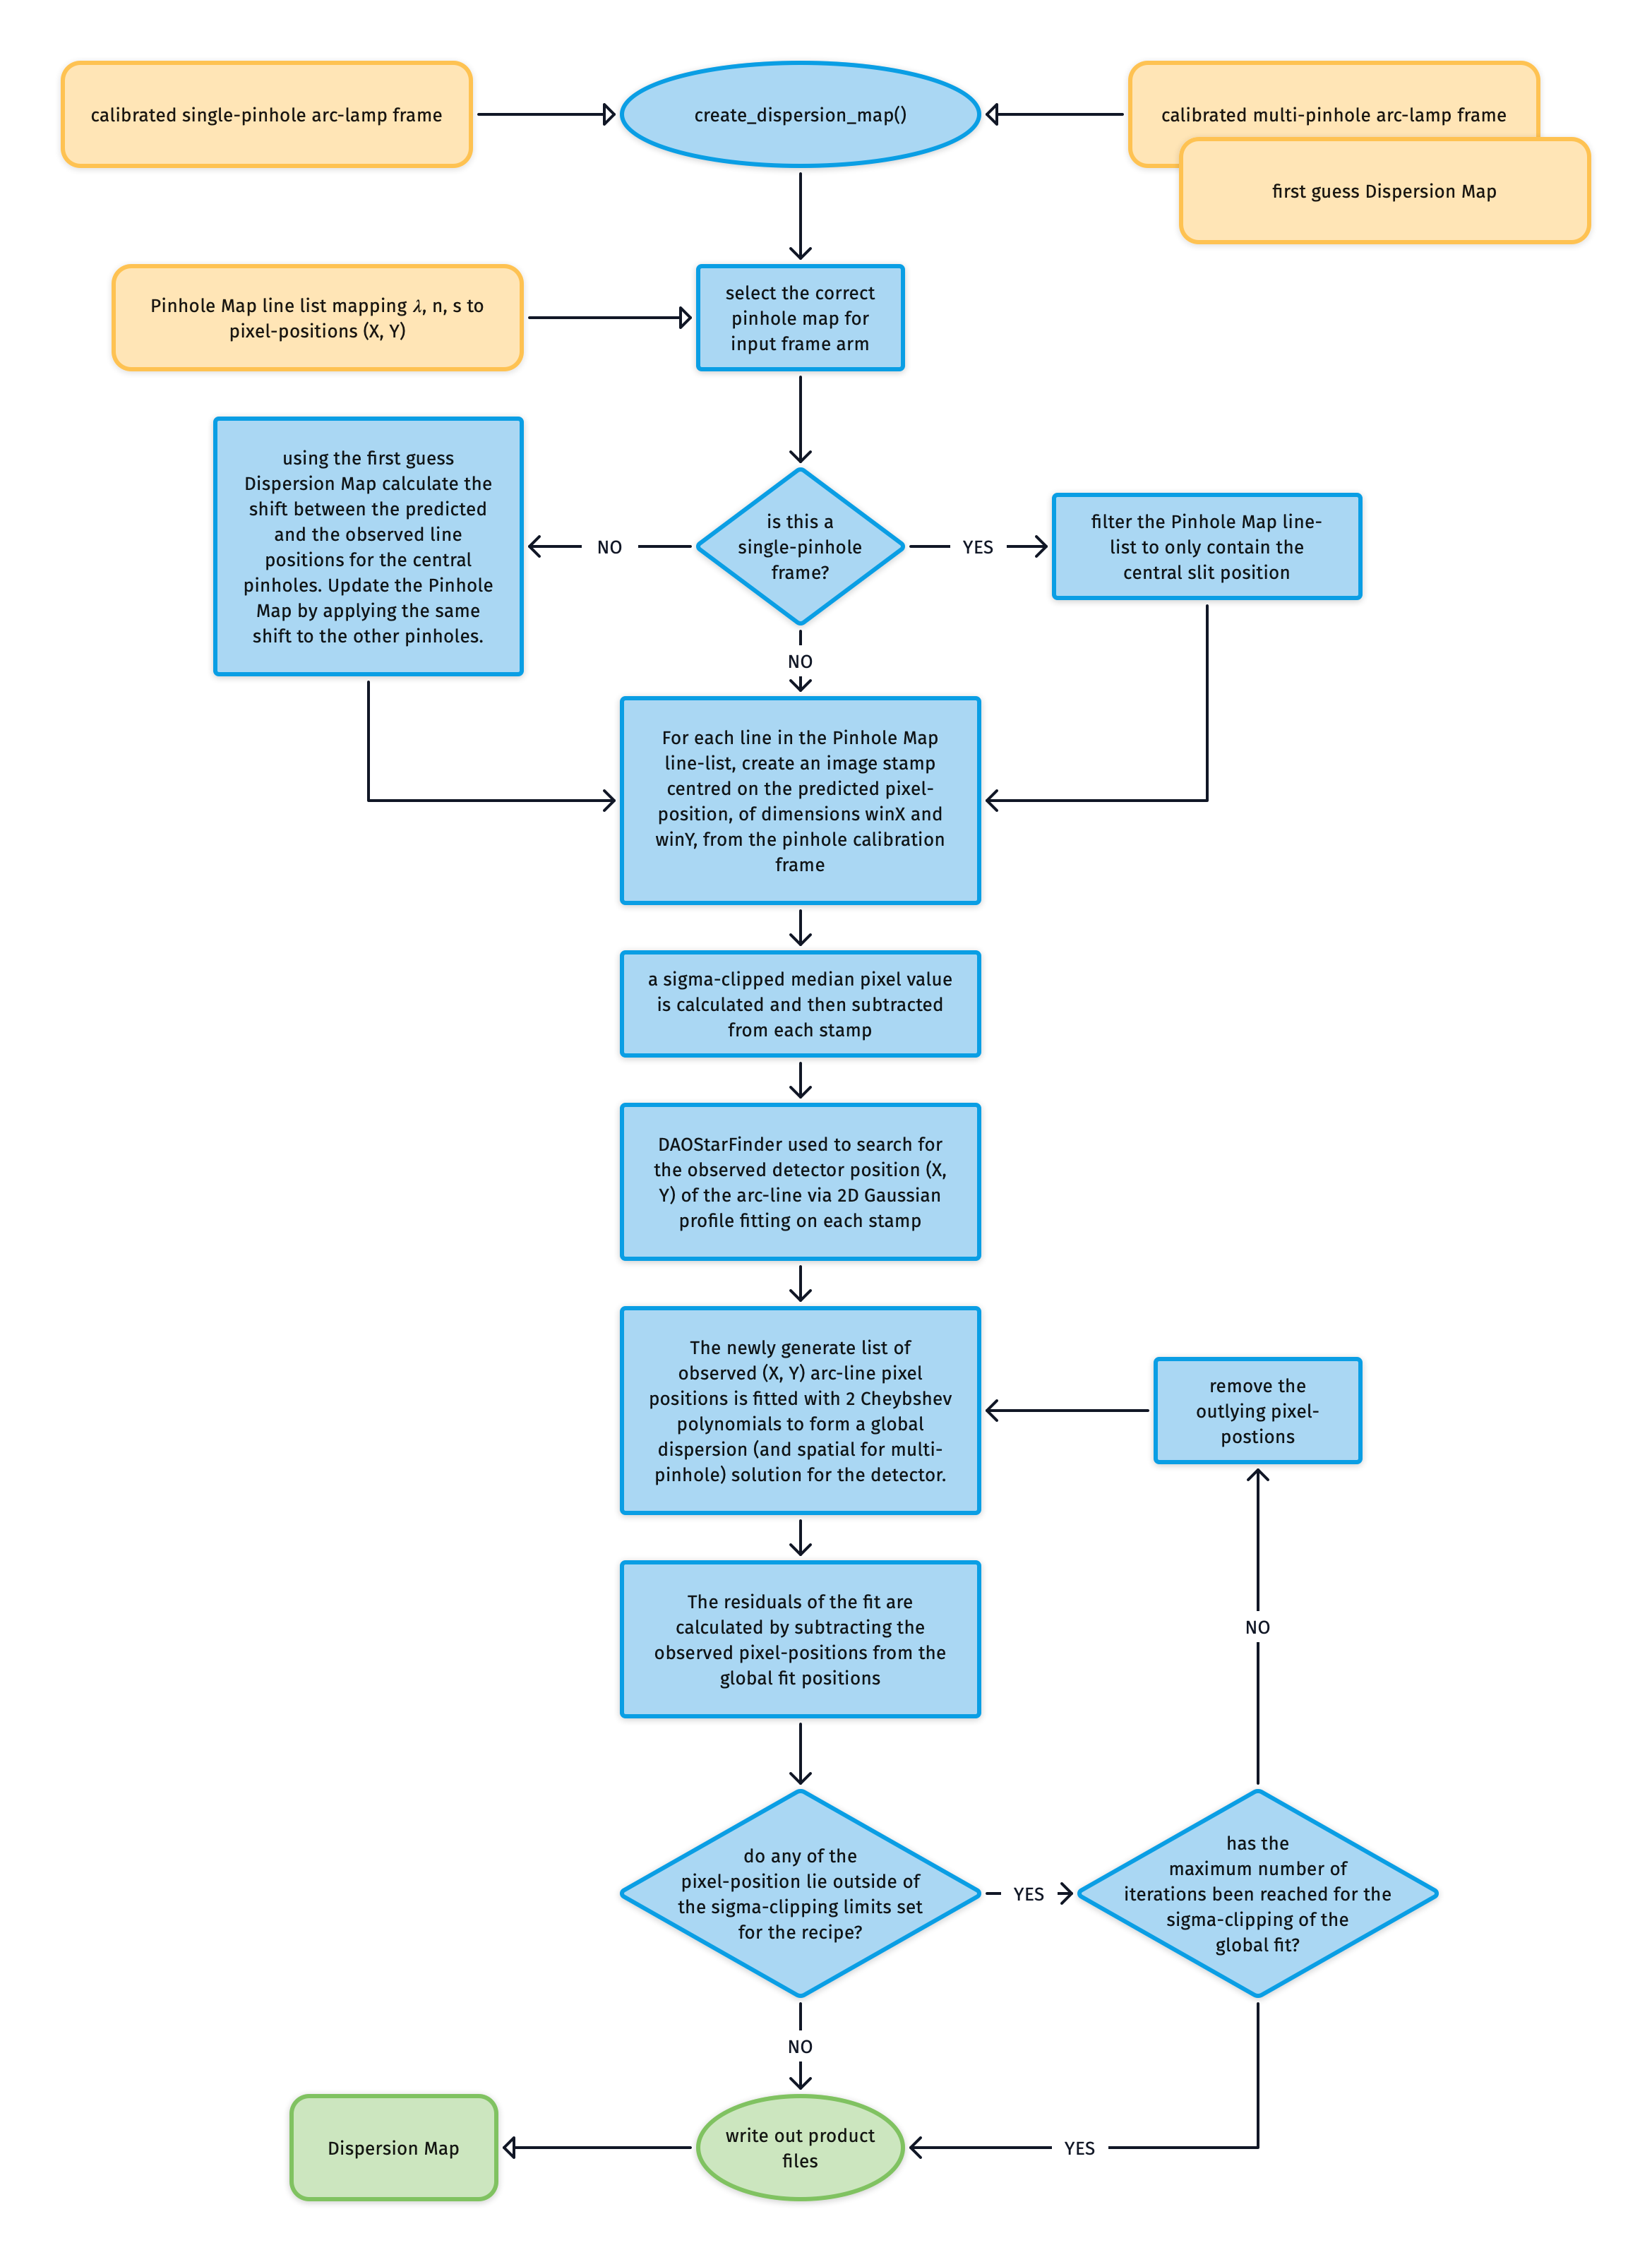 calibrated single-pinhole arc-lamp frame
create_dispersion_map()
calibrated multi-pinhole arc-lamp frame
first guess Dispersion Map
Pinhole Map line list mapping λ, n, s to
pixel-positions (X, Y)
select the correct
pinhole map for
input frame arm
using the first guess
Dispersion Map calculate the
shift between the predicted
and the observed line
positions for the central
pinholes. Update the Pinhole
Map by applying the same
shift to the other pinholes.
NO
is this a
single-pinhole
frame?
YES
filter the Pinhole Map line-
list to only contain the
central slit position
NO
For each line in the Pinhole Map
line-list, create an image stamp
centred on the predicted pixel-
position, of dimensions winX and
winY, from the pinhole calibration
frame
a sigma-clipped median pixel value
is calculated and then subtracted
from each stamp
DAOStarFinder used to search for
the observed detector position (X,
Y) of the arc-line via 2D Gaussian
profile fitting on each stamp
The newly generate list of
observed (X, Y) arc-line pixel
positions is fitted with 2 Cheybshev
polynomials to form a global
dispersion (and spatial for multi-
pinhole) solution for the detector.
remove the
outlying pixel-
postions
The residuals of the fit are
calculated by subtracting the
observed pixel-positions from the
global fit positions
NO
do any of the
pixel-position lie outside of
the sigma-clipping limits set
for the recipe?
YES
has the
maximum number of
iterations been reached for the
sigma-clipping of the
global fit?
NO
Dispersion Map
write out product
files
YES